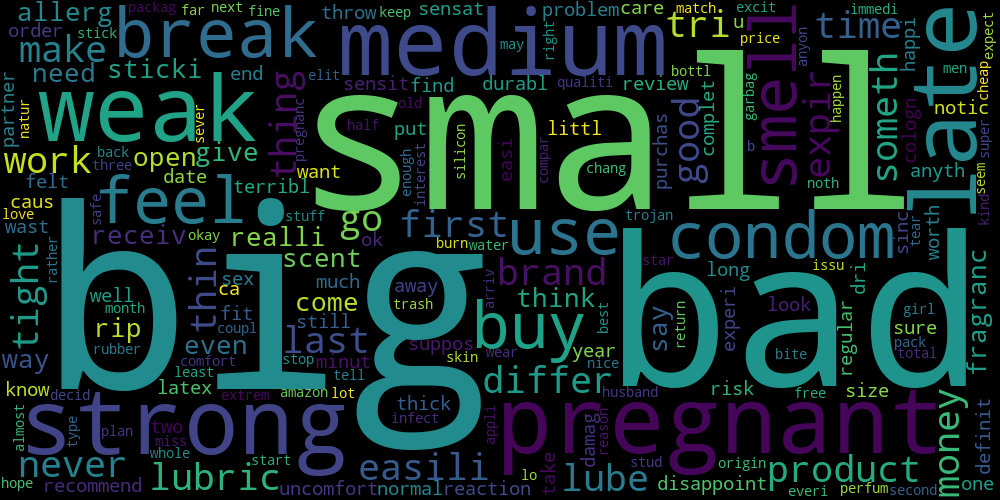 allerg
packag
far
next
fine
sensat
problem
care
match
u
excit
immedi
order
stick
break
throw
keep
medium
tri
price
time
late
make
need
sticki
end
elit
sensit
find
durabl
review
bottl
right
may
anyon
happi
men
cheap
expect
partner
natur
weak
sever
thing
pregnanc
old
put
qualiti
small
good
complet
garbag
smell
expir
happen
someth
cologn
notic
super
work
back
three
open
give
date
half
enough
interest
silicon
easi
compar
littl
purchas
chang
b
noth
anyth
seem
kind
felt
caus
love
wast
rather
safe
terribl
want
feel
stuff
go
first
use
trojan
condom
sinc
tear
worth
receiv
okay
realli
ok
burn
water
issu
tight
thin
sex
scent
much
away
brand
star
long
dri
fragranc
well
month
ca
come
trash
arriv
think
say
return
experi
look
girl
rip
rubber
fit
coupl
still
suppos
buy
best
big
bad
regular
bite
sure
pack
total
way
even
last
minut
skin
wear
year
nice
know
decid
least
comfort
latex
stop
tell
amazon
lot
differ
husband
risk
free
size
extrem
thick
infect
strong
pregnant
money
definit
almost
type
plan
two
miss
whole
appli
damag
reason
never
start
easili
lo
take
stud
origin
product
hope
recommend
lubric
uncomfort
normal
reaction
lube
disappoint
everi
perfum
second
one